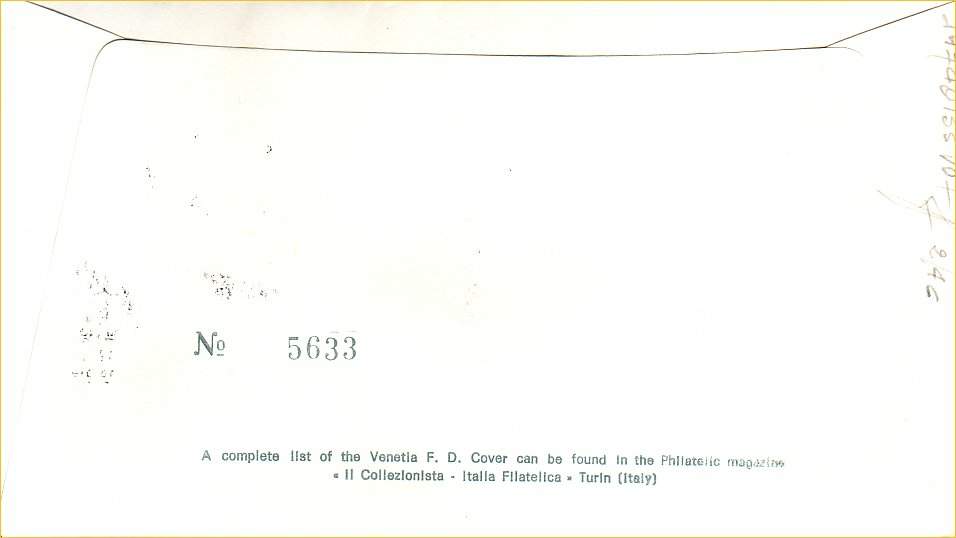 Nº 5633
A complete list of the Venetia F. D. Cover can be found in the Philatelic magazine
« Il Collezionista - Italia Filatelica » Turin (Italy)